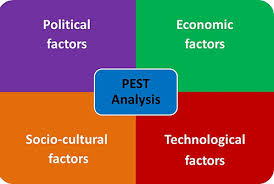 Political
factors
Economic
factors
PEST
Analysis
Socio-cultural
factors
Technological
factors